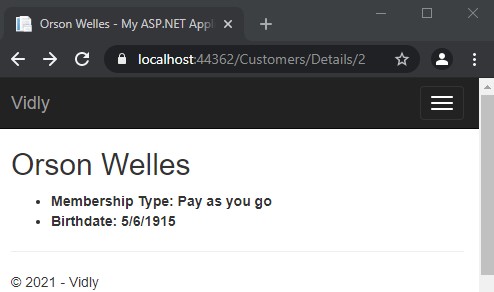 Orson Welles - My ASP.NET Appl
localhost:44362/Customers/Details/2
Vidly
Orson Welles
Membership Type: Pay as you go
Birthdate: 5/6/1915
© 2021 - Vidly